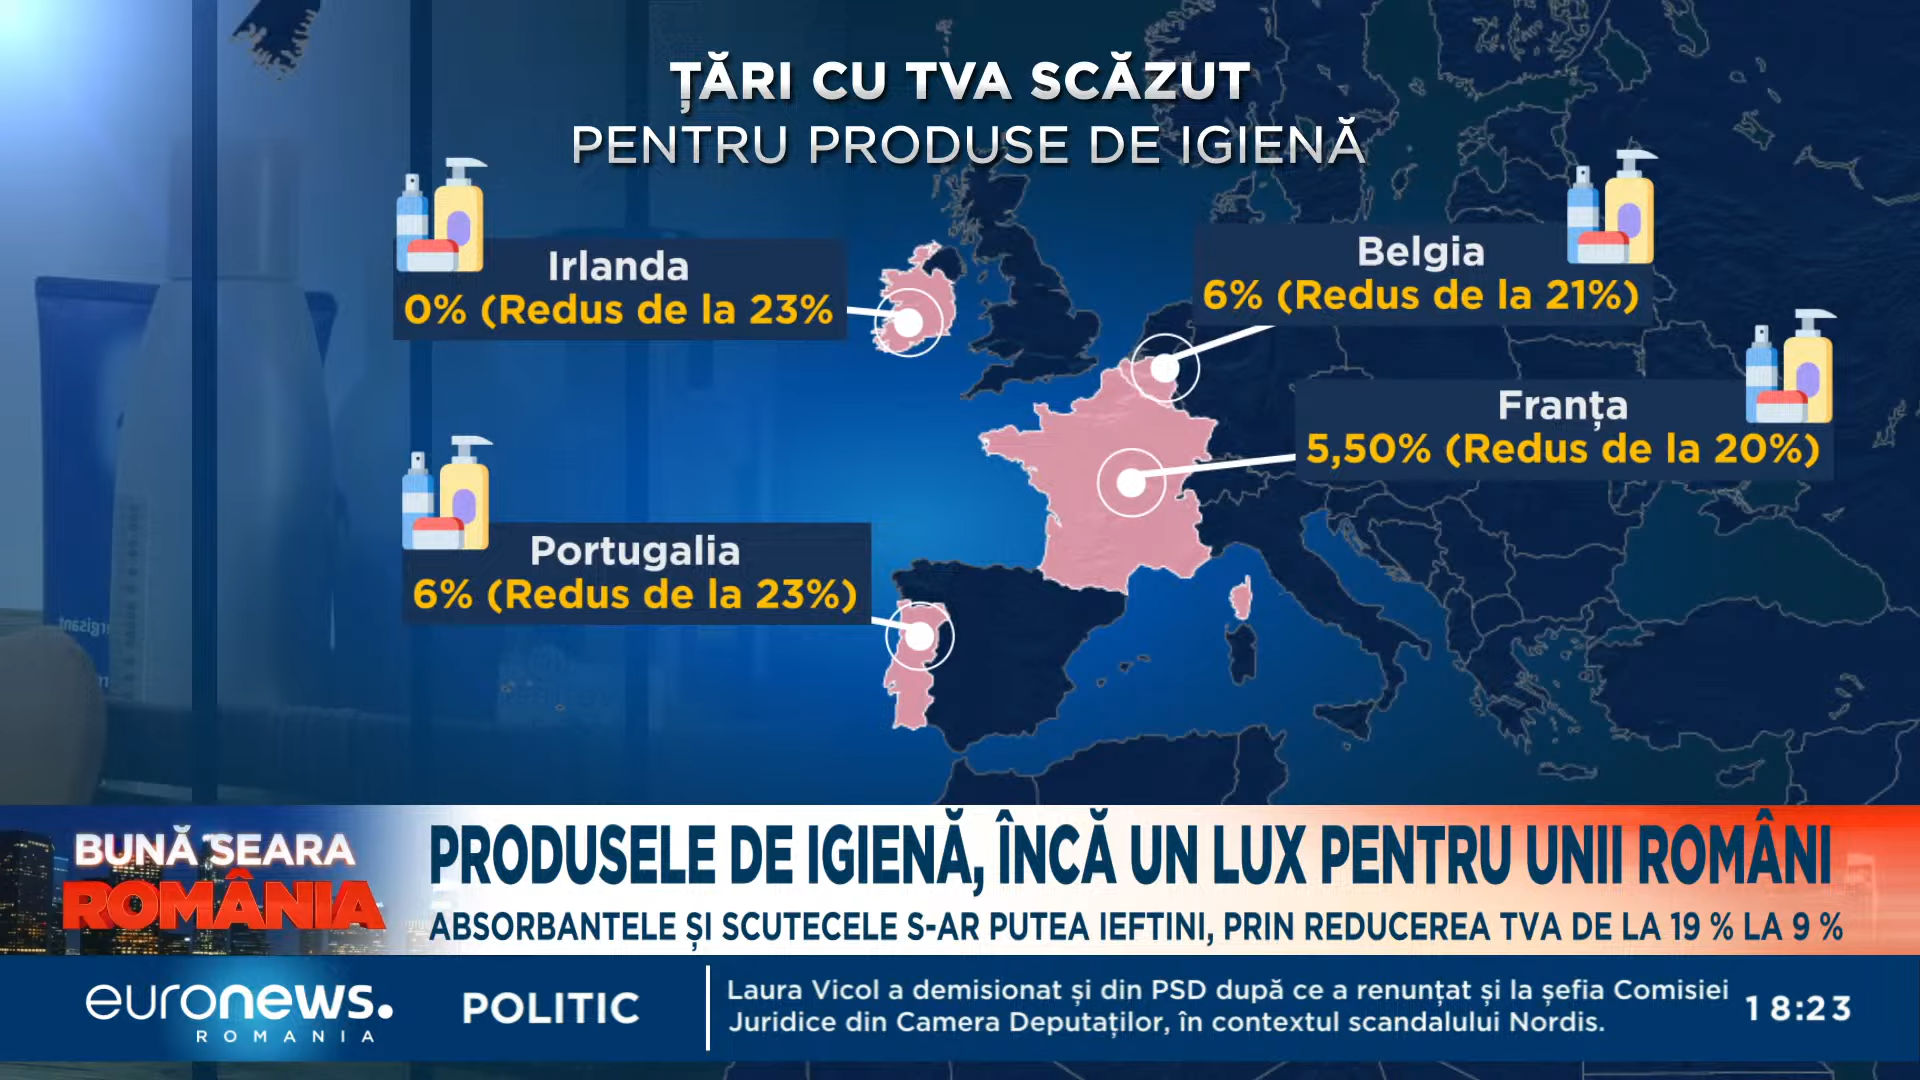 ȚĂRI CU TVA SCĂZUT
PENTRU PRODUSE DE IGIENĂ
Irlanda
0% (Redus de la 23%
Belgia
6% (Redus de la 21%)
Franța
5,50% (Redus de la 20%)
Portugalia
6% (Redus de la 23%)
BUNĂ SEARA
ROMÂNIA
PRODUSELE DE IGIENĂ, ÎNCĂ UN LUX PENTRU UNII ROMÂNI
ABSORBANTELE ȘI SCUTECELE S-AR PUTEA IEFTINI, PRIN REDUCEREA TVA DE LA 19 % LA 9 %
euronews.
ROMANIA
POLITIC
Laura Vicol a demisionat și din PSD după ce a renunțat și la șefia Comisiei
Juridice din Camera Deputaților, în contextul scandalului Nordis.
18:23